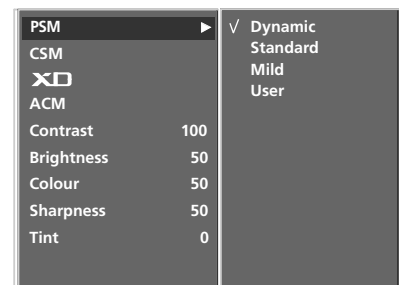 PSM ▶
CSM
XD
ACM
Contrast 100
Brightness 50
Colour 50
Sharpness 50
Tint 0
√ Dynamic
Standard
Mild
User